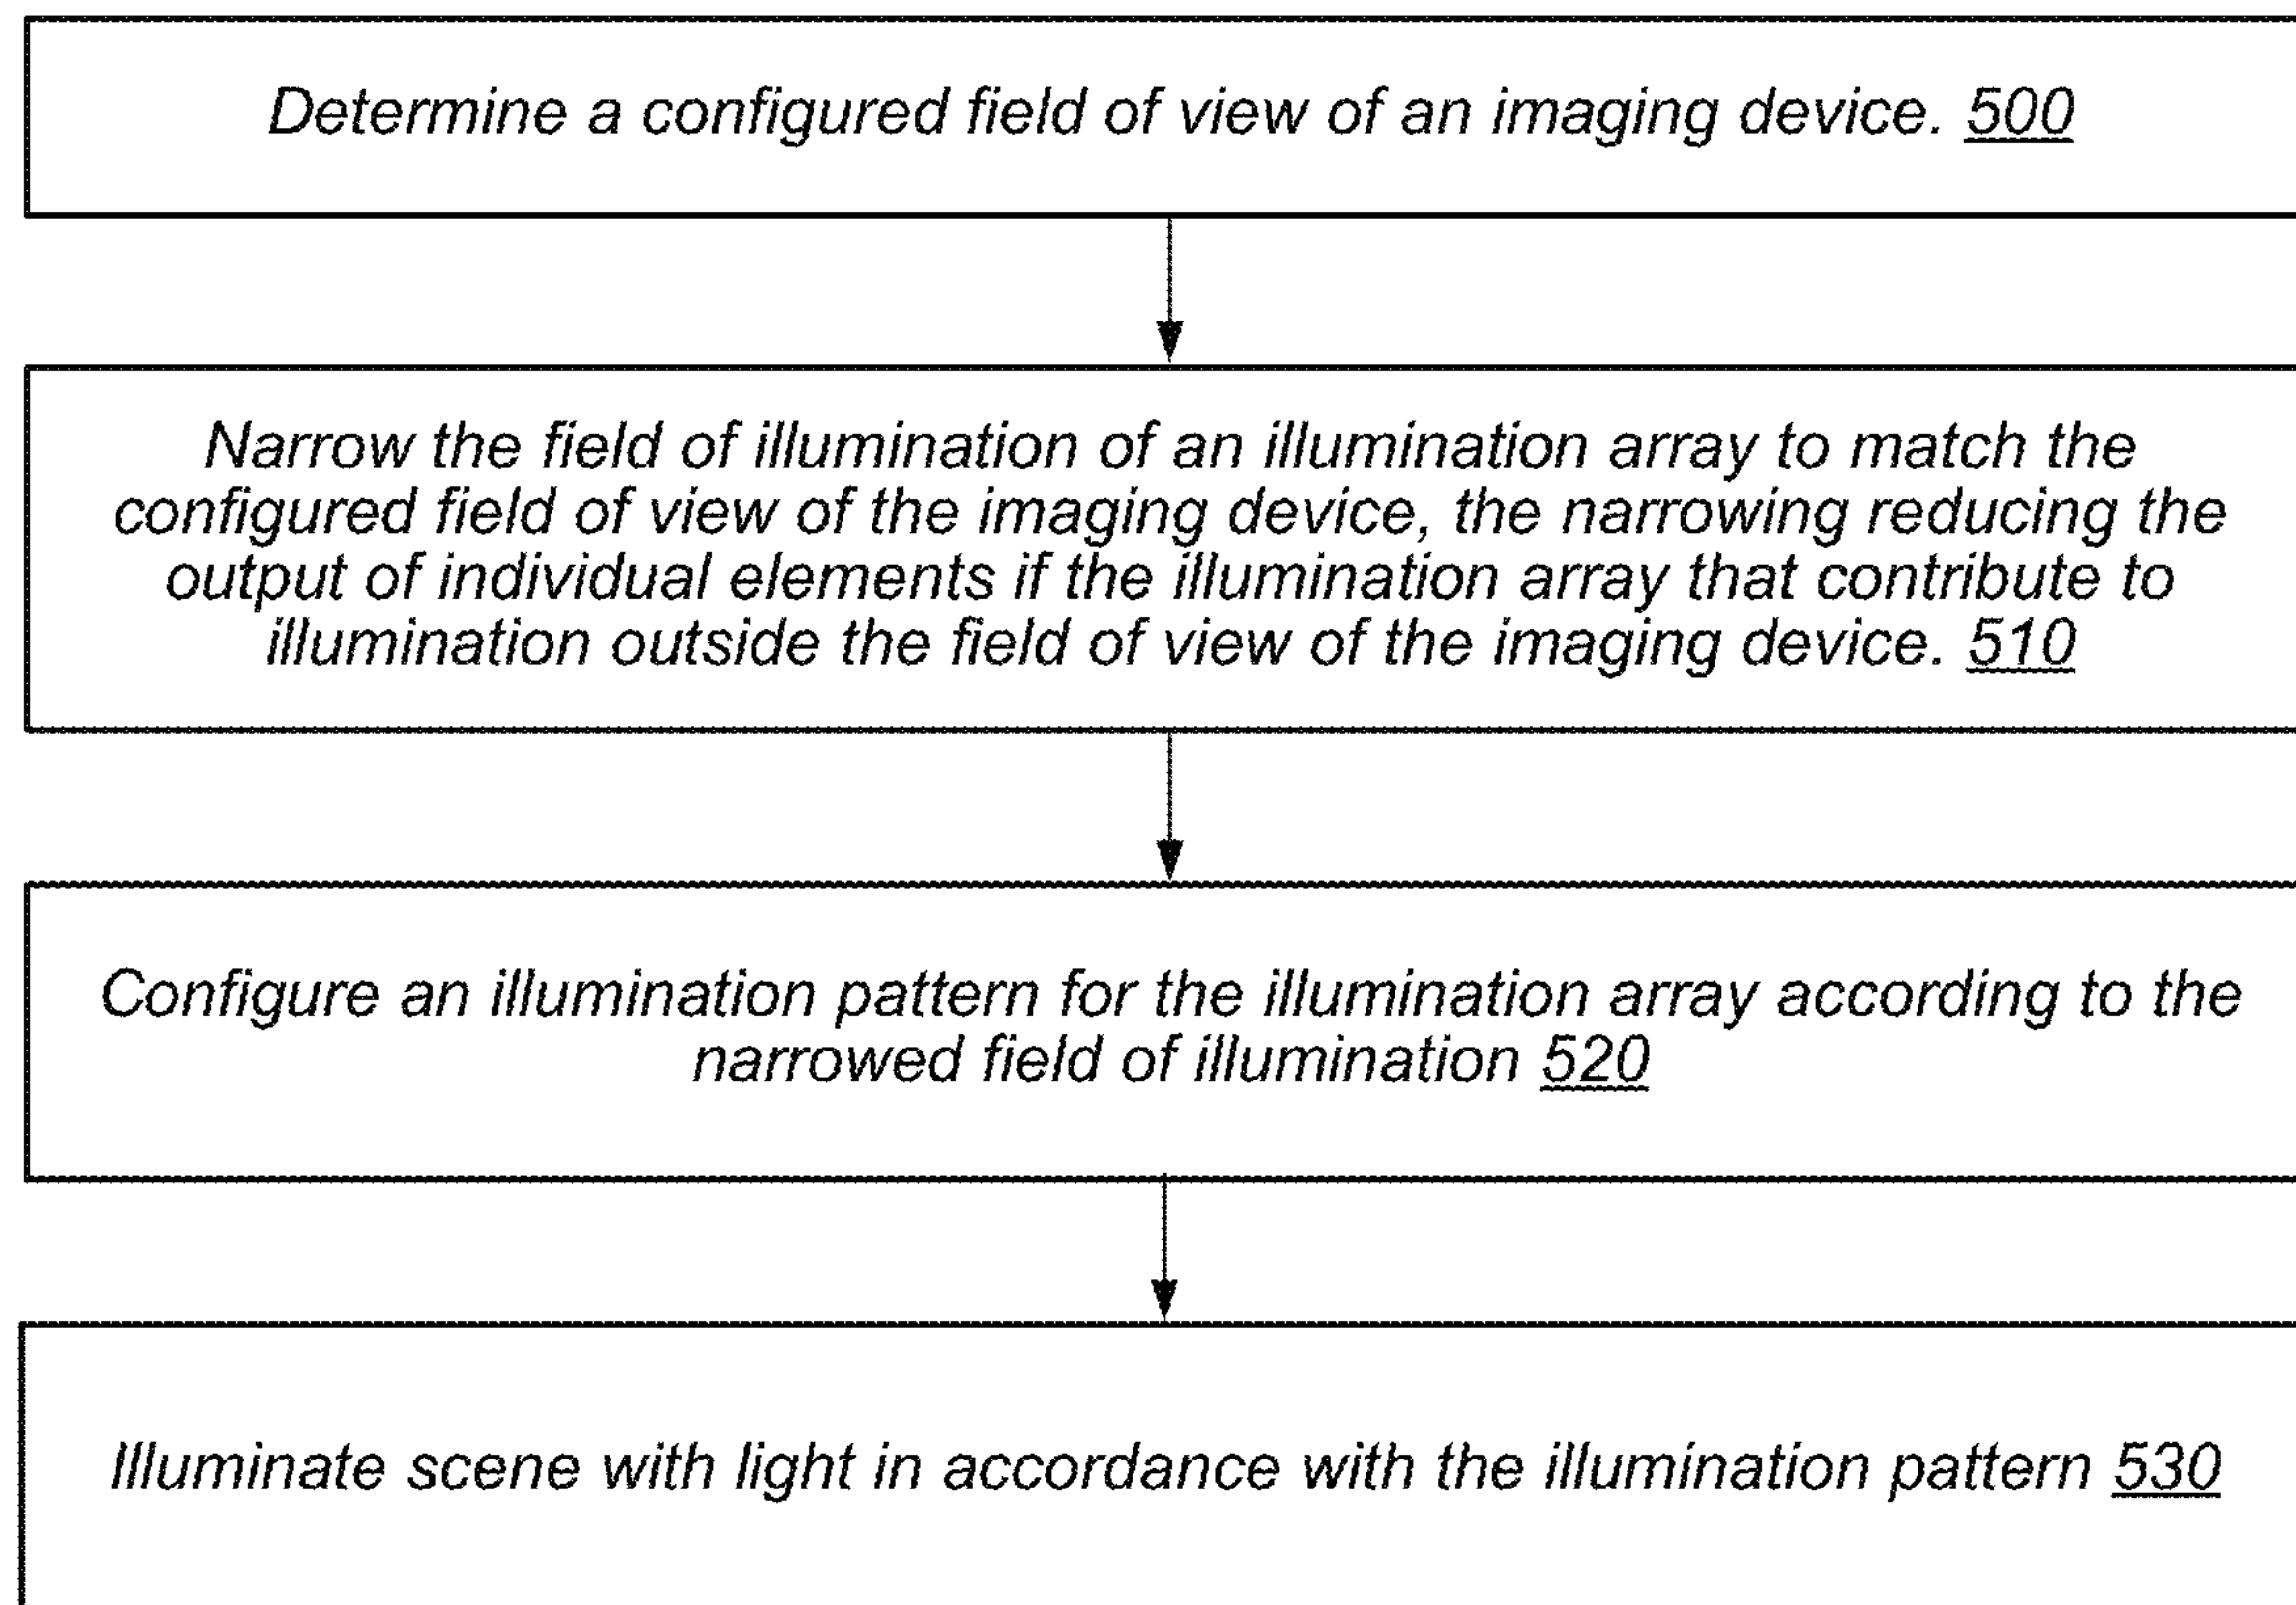 Determine a configured field of view of an imaging device. 500
Narrow the field of illumination of an illumination array to match the
configured field of view of the imaging device, the narrowing reducing the
output of individual elements if the illumination array that contribute to
illumination outside the field of view of the imaging device. 510
Configure an illumination pattern for the illumination array according to the
narrowed field of illumination 520
Illuminate scene with light in accordance with the illumination pattern 530